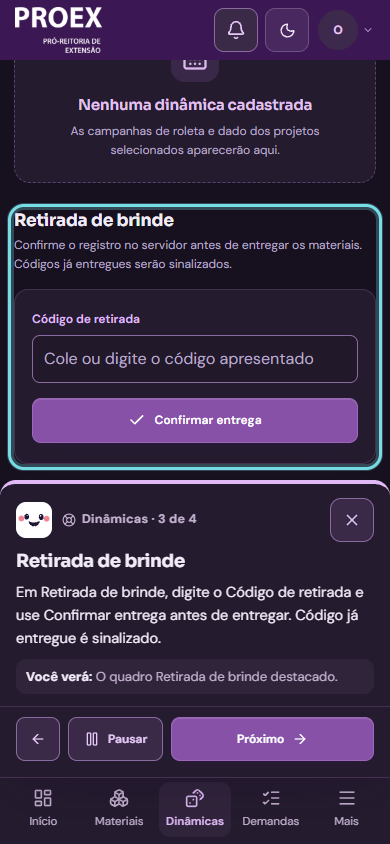 PROEX
PRÓ-REITORIA DE
EXTENSÃO
O
Nenhuma dinâmica cadastrada
As campanhas de roleta e dado dos projetos
selecionados aparecerão aqui.
Retirada de brinde
Confirme o registro no servidor antes de entregar os materiais.
Códigos já entregues serão sinalizados.
Código de retirada
Cole ou digite o código apresentado
Confirmar entrega
Dinâmicas · 3 de 4
Retirada de brinde
Em Retirada de brinde, digite o Código de retirada e
use Confirmar entrega antes de entregar. Código já
entregue é sinalizado.
Você verá: O quadro Retirada de brinde destacado.
Pausar
Próximo
Início
Materiais
Dinâmicas
Demandas
Mais